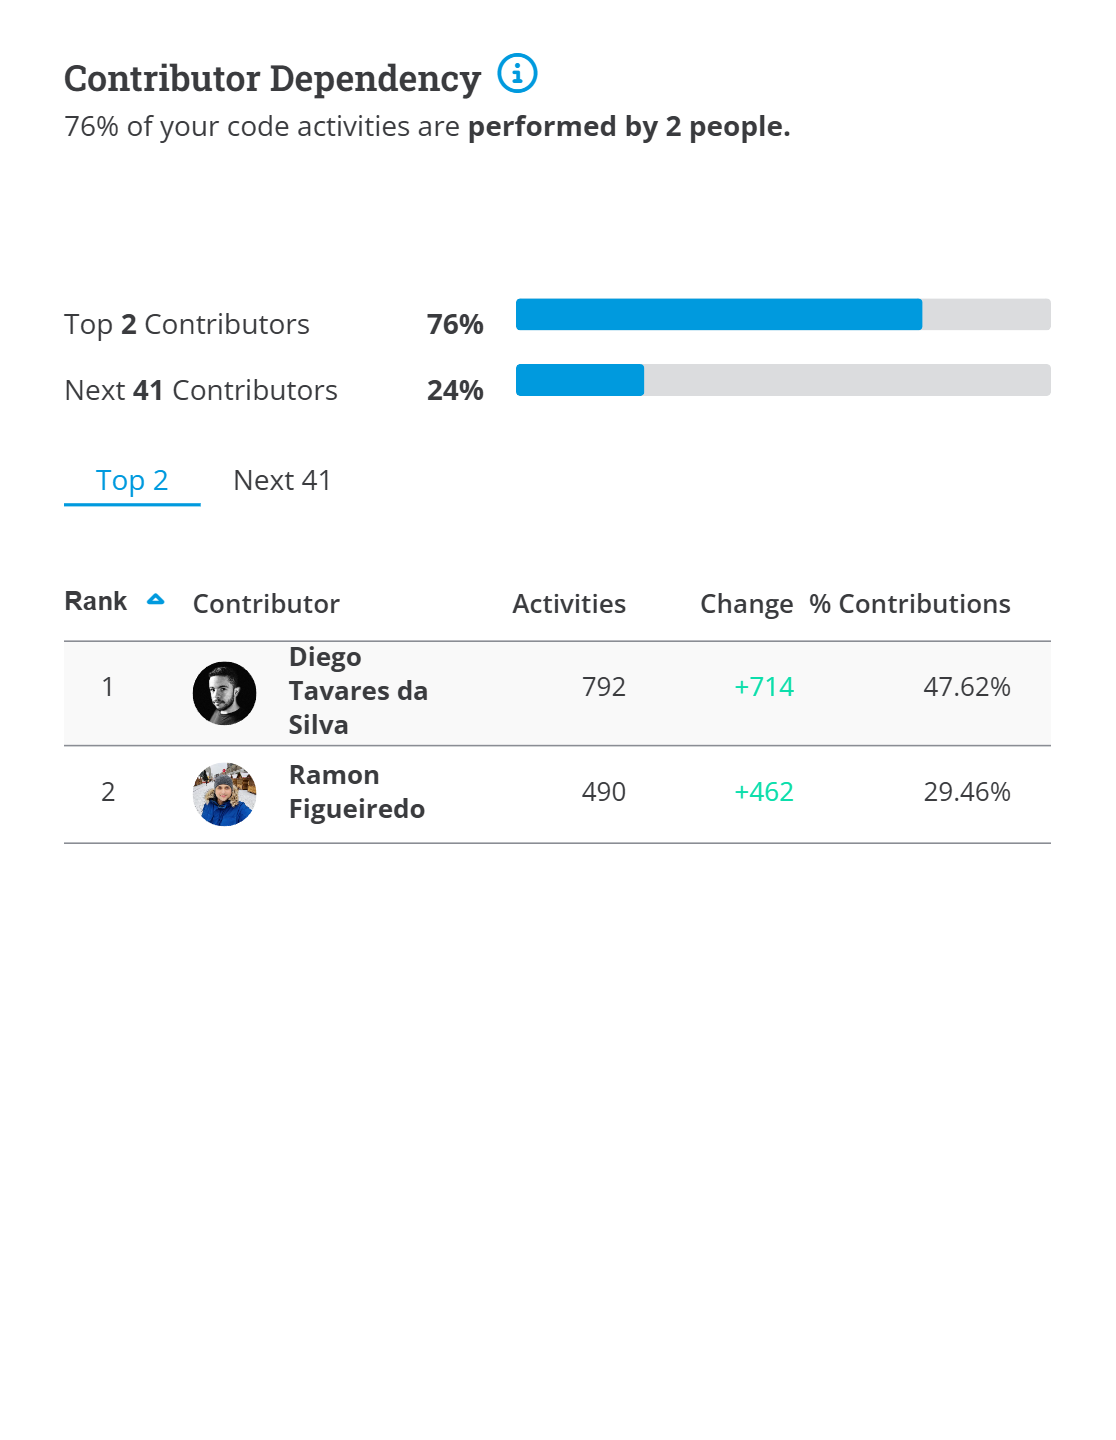 Contributor Dependency
76% of your code activities are performed by 2 people.
Top 2 Contributors 76%
Next 41 Contributors 24%
Top 2 Next 41
Rank Contributor Activities Change % Contributions
1 Diego Tavares da Silva 792 +714 47.62%
2 Ramon Figueiredo 490 +462 29.46%